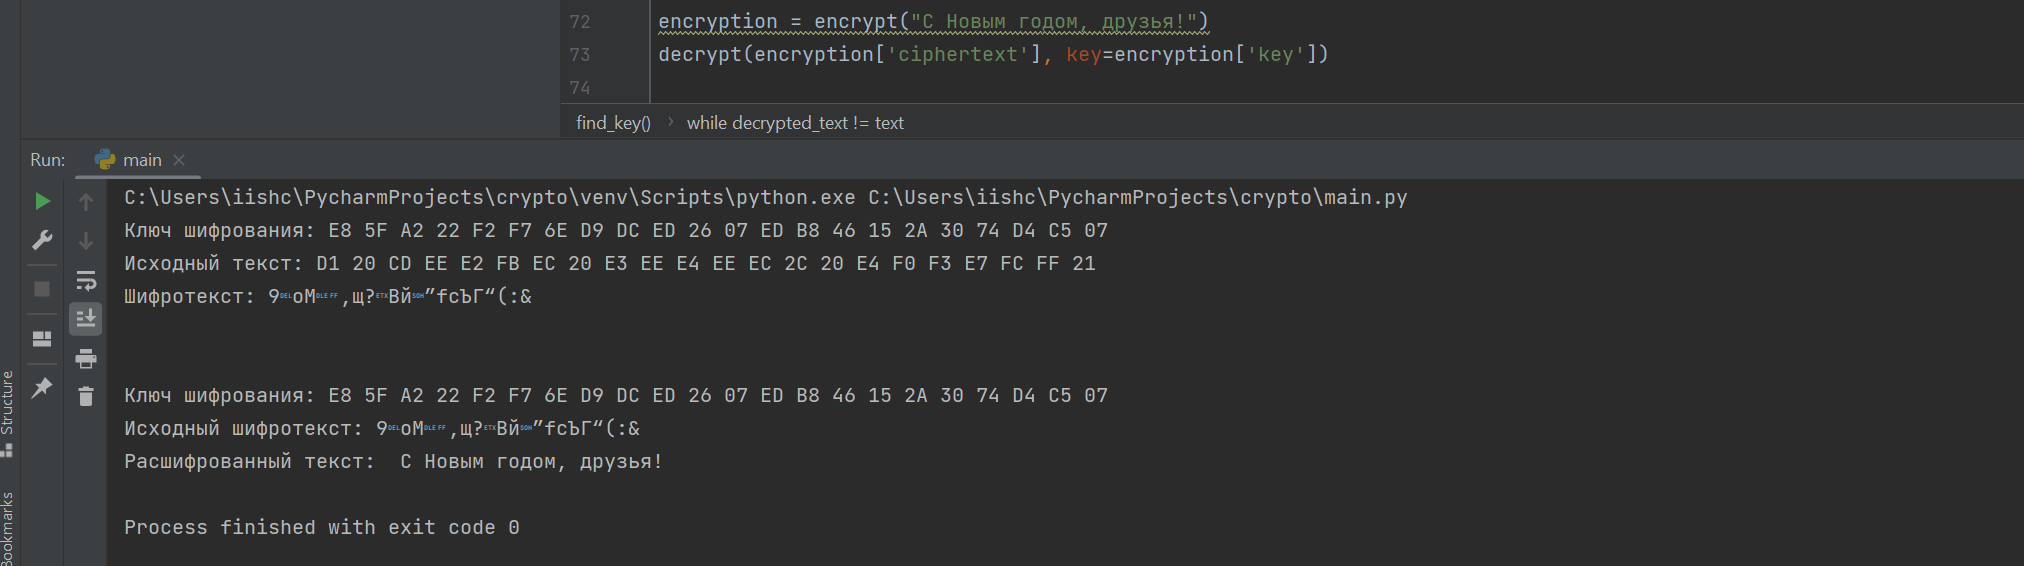 72 encryption = encrypt("С Новым годом, друзья!")
73 decrypt(encryption['ciphertext'], key=encryption['key'])
74
find_key() › while decrypted_text != text
Run: main
C:\Users\iishc\PycharmProjects\crypto\venv\Scripts\python.exe C:\Users\iishc\PycharmProjects\crypto\main.py
Ключ шифрования: E8 5F A2 22 F2 F7 6E D9 DC ED 26 07 ED B8 46 15 2A 30 74 D4 C5 07
Исходный текст: D1 20 CD EE E2 FB EC 20 E3 EE E4 EE EC 2C 20 E4 F0 F3 E7 FC FF 21
Шифротекст: 9DELоМDLEFF‚щ?ETXВйSOH”fсЪГ“(:&
Ключ шифрования: E8 5F A2 22 F2 F7 6E D9 DC ED 26 07 ED B8 46 15 2A 30 74 D4 C5 07
Исходный шифротекст: 9DELоМDLEFF‚щ?ETXВйSOH”fсЪГ“(:&
Расшифрованный текст:  С Новым годом, друзья!
Process finished with exit code 0
Structure
Bookmarks